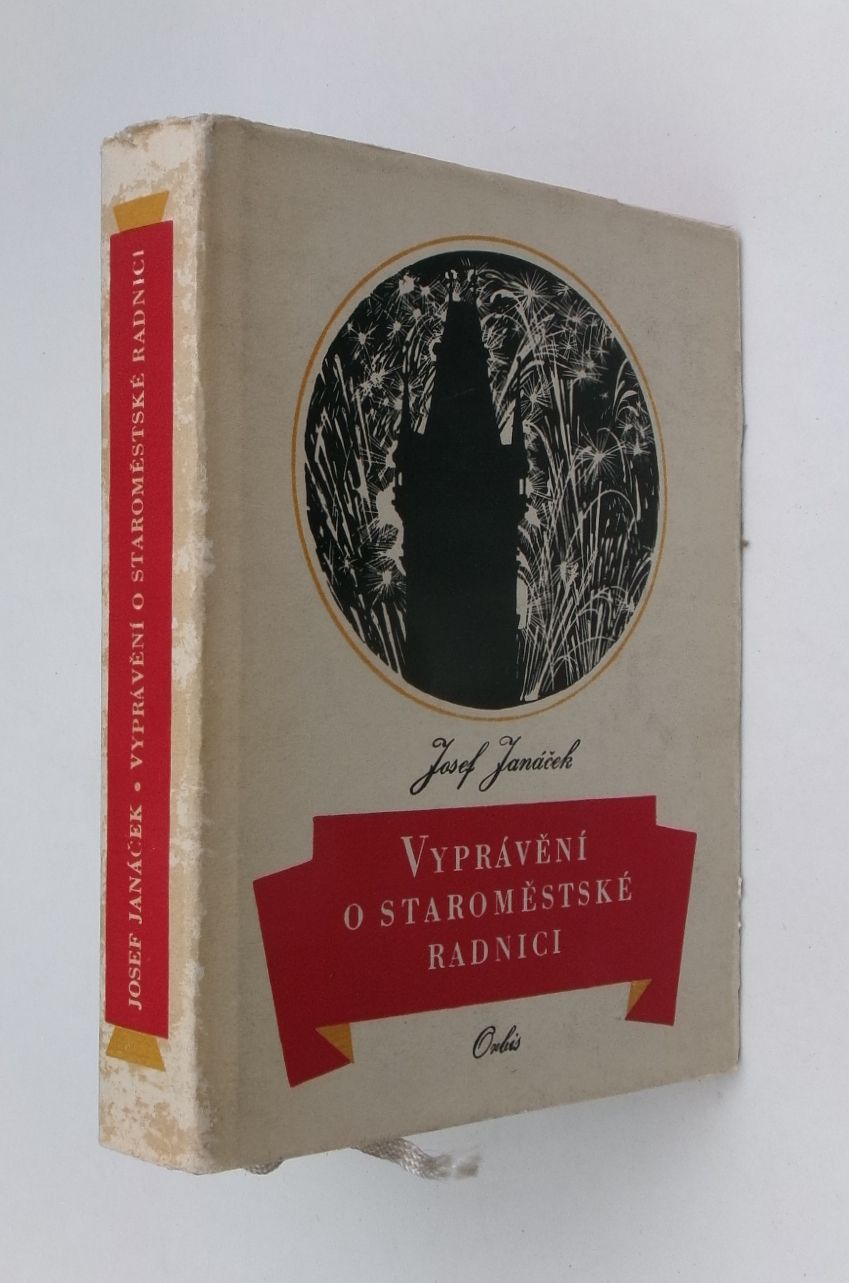 JOSEF JANÁČEK • VYPRÁVĚNÍ O STAROMĚSTSKÉ RADNICI
Josef Janáček
VYPRÁVĚNÍ
O STAROMĚSTSKÉ
RADNICI
Orbis